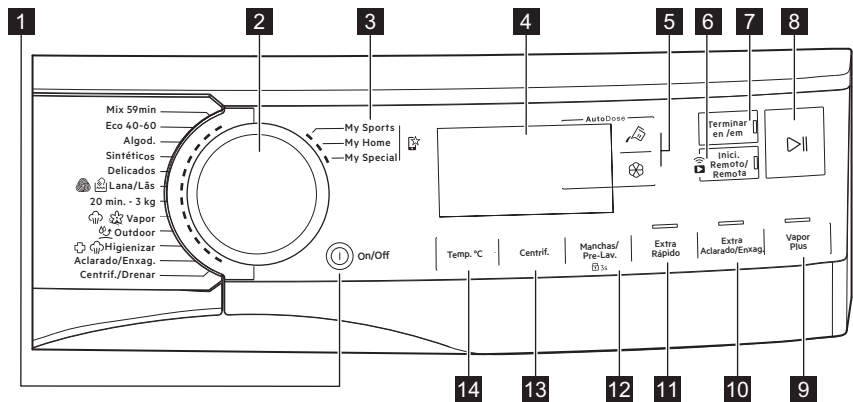 1
2
3
4
5
6
7
8
Mix 59min
Eco 40-60
Algod.
Sintéticos
Delicados
Lana/Lãs
20 min. - 3 kg
Vapor
Outdoor
Higienizar
Aclarado/Enxag.
Centrif./Drenar
My Sports
My Home
My Special
On/Off
AutoDose
Terminar
en /em
Inici.
Remoto/
Remota
Temp. °C
Centrif.
Manchas/
Pre-Lav.
3s
Extra
Rápido
Extra
Aclarado/Enxag.
Vapor
Plus
14
13
12
11
10
9